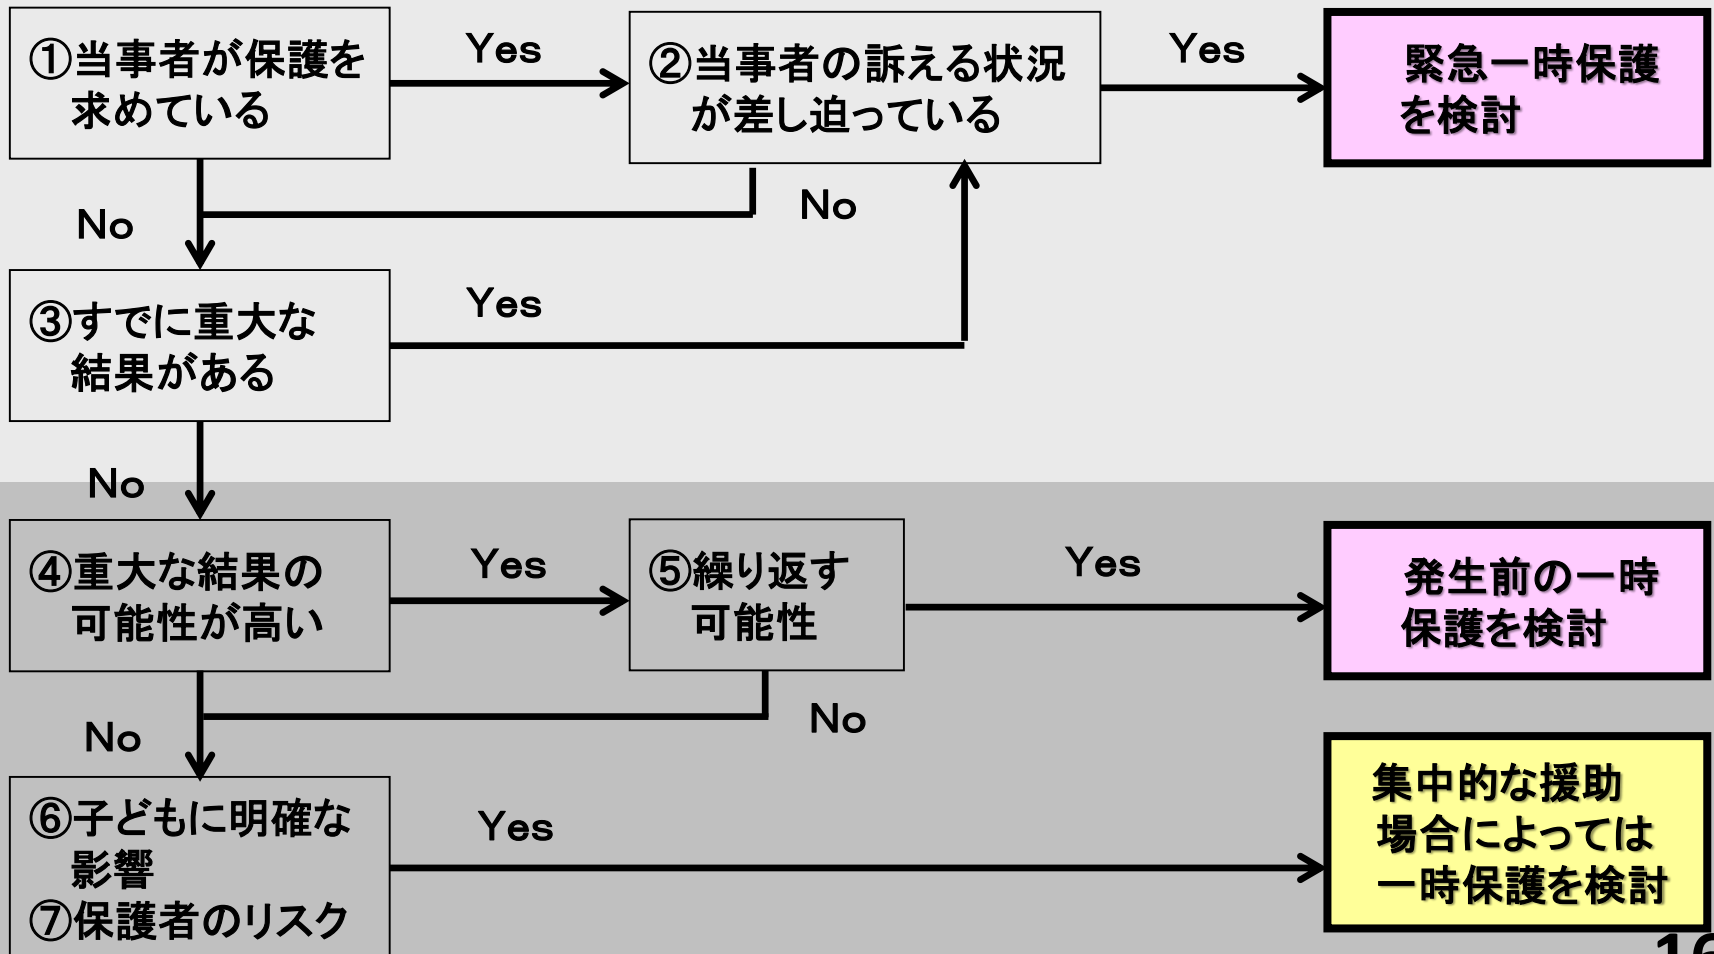 ①当事者が保護を
求めている
Yes
②当事者の訴える状況
が差し迫っている
Yes
緊急一時保護
を検討
No
No
③すでに重大な
結果がある
Yes
No
④重大な結果の
可能性が高い
Yes
⑤繰り返す
可能性
Yes
発生前の一時
保護を検討
No
No
⑥子どもに明確な
影響
⑦保護者のリスク
Yes
集中的な援助
場合によっては
一時保護を検討